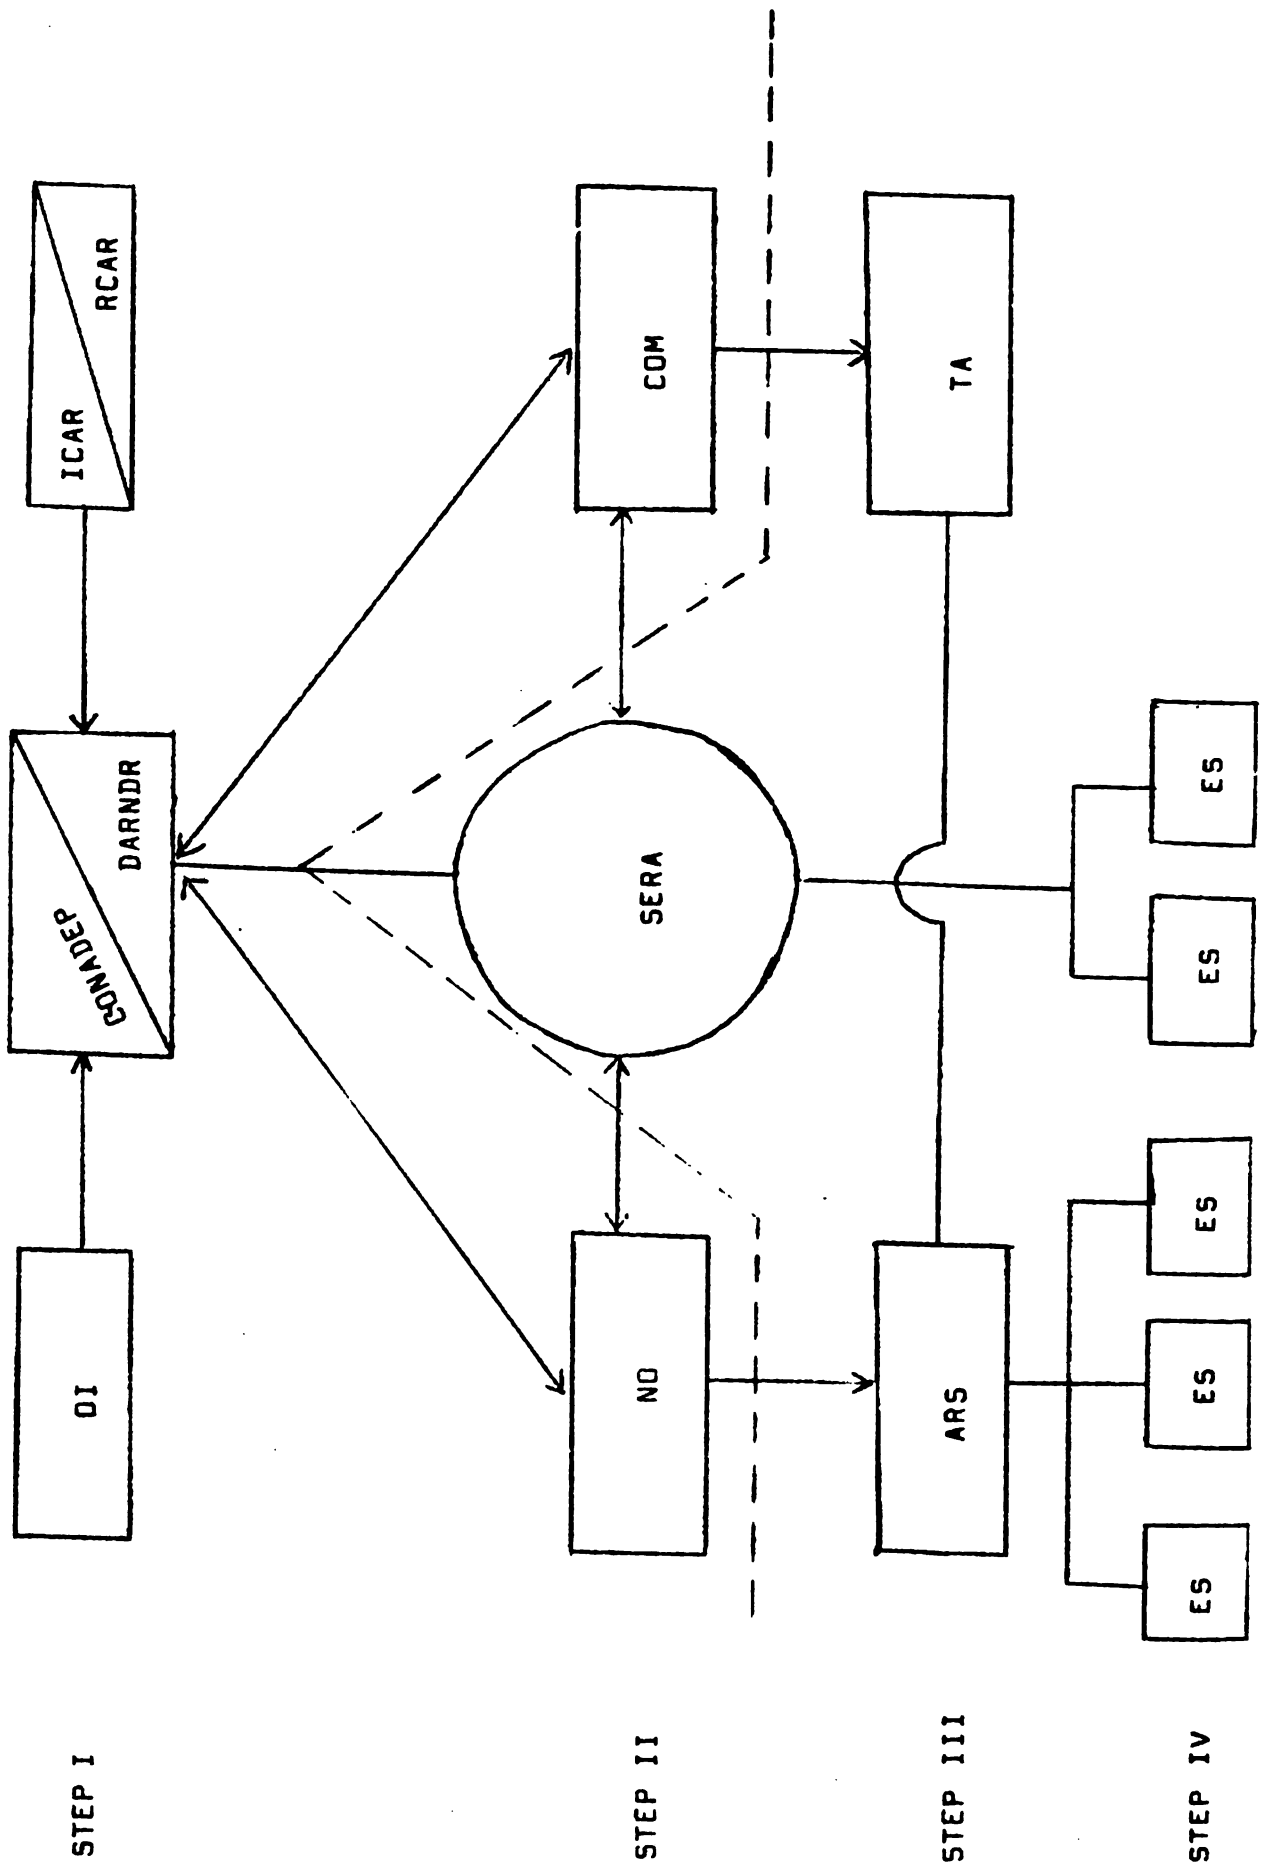 STEP I
OI
CONADEP
DARNDR
ICAR
RCAR
STEP II
NO
SERA
COM
STEP III
ARS
TA
STEP IV
ES
ES
ES
ES
ES